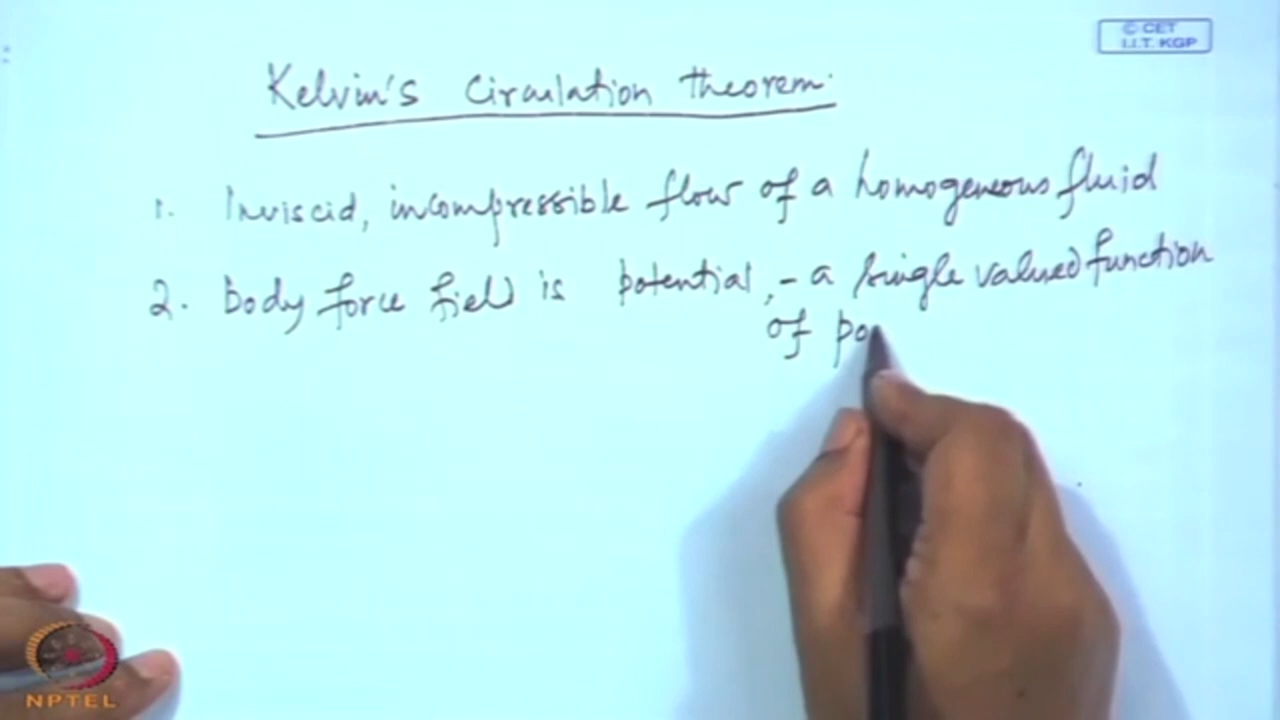 © CET
I.I.T. KGP
Kelvin's Circulation Theorem.
1. Inviscid, incompressible flow of a homogeneous fluid
2. Body force field is potential, - a single valued function
of po
NPTEL